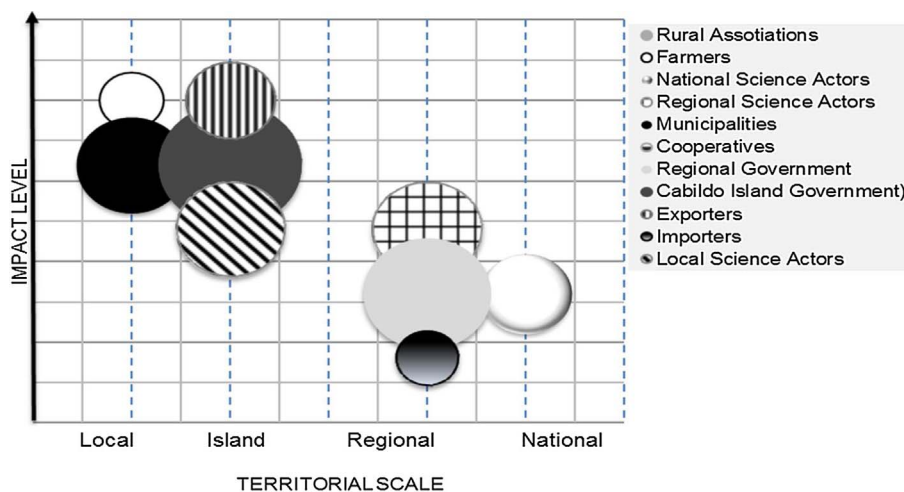 Rural Assotiations
Farmers
National Science Actors
Regional Science Actors
Municipalities
Cooperatives
Regional Government
Cabildo Island Government)
Exporters
Importers
Local Science Actors
IMPACT LEVEL
Local Island Regional National
TERRITORIAL SCALE